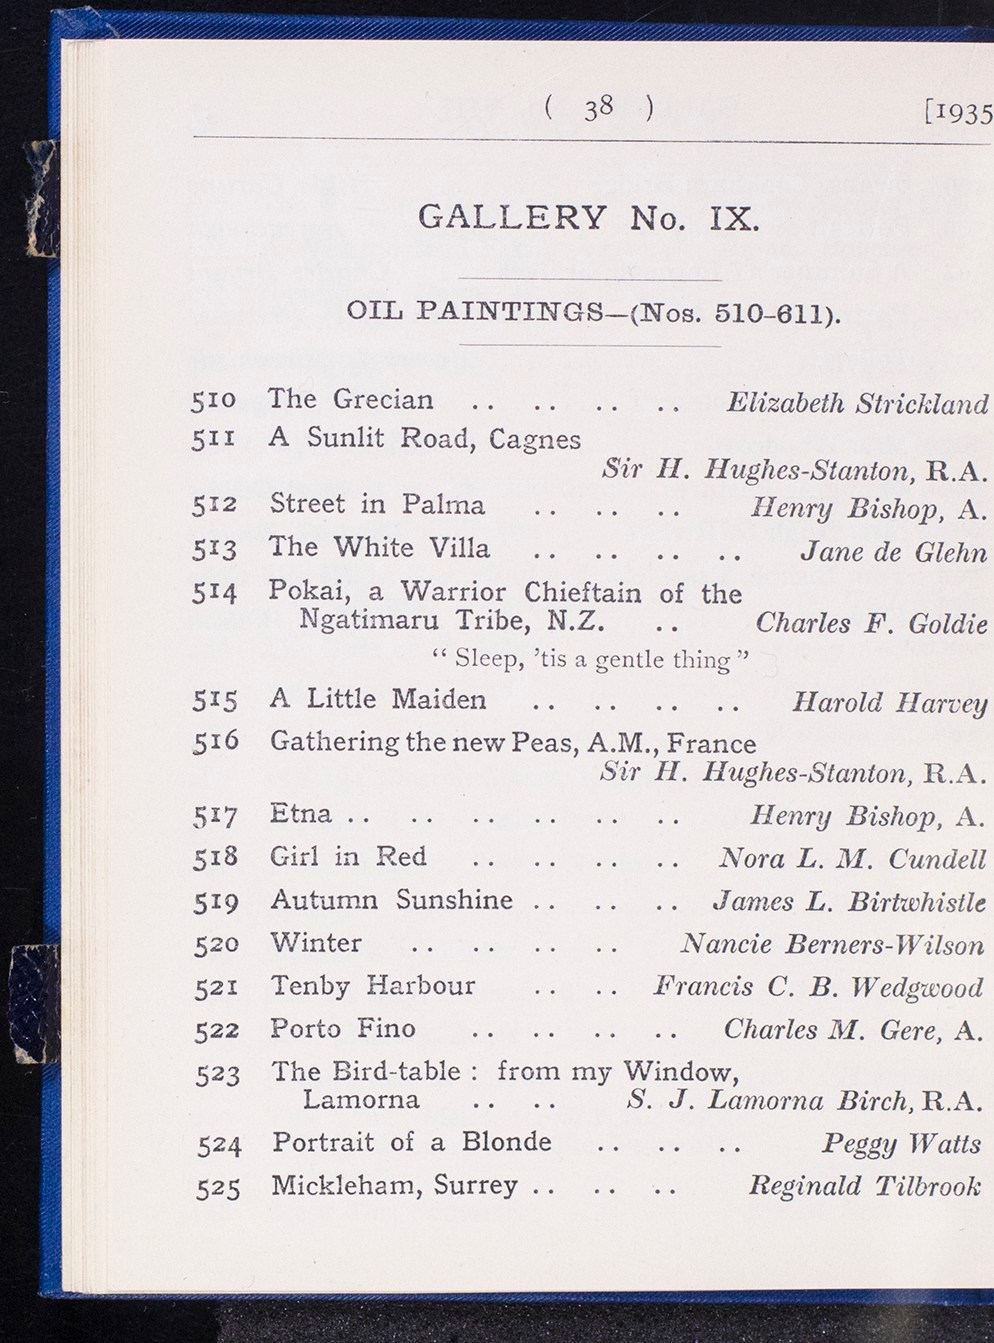 ( 38 ) [1935
GALLERY No. IX.
OIL PAINTINGS—(Nos. 510-611).
510 The Grecian .. .. .. .. Elizabeth Strickland
511 A Sunlit Road, Cagnes
Sir H. Hughes-Stanton, R.A.
512 Street in Palma .. .. .. Henry Bishop, A.
513 The White Villa .. .. .. .. Jane de Glehn
514 Pokai, a Warrior Chieftain of the
Ngatimaru Tribe, N.Z. .. Charles F. Goldie
“ Sleep, ’tis a gentle thing ”
515 A Little Maiden .. .. .. .. Harold Harvey
516 Gathering the new Peas, A.M., France
Sir H. Hughes-Stanton, R.A.
517 Etna .. .. .. .. .. .. Henry Bishop, A.
518 Girl in Red .. .. .. .. Nora L. M. Cundell
519 Autumn Sunshine .. .. .. James L. Birtwhistle
520 Winter .. .. .. .. Nancie Berners-Wilson
521 Tenby Harbour .. .. Francis C. B. Wedgwood
522 Porto Fino .. .. .. .. Charles M. Gere, A.
523 The Bird-table : from my Window,
Lamorna .. .. S. J. Lamorna Birch, R.A.
524 Portrait of a Blonde .. .. .. Peggy Watts
525 Mickleham, Surrey .. .. .. Reginald Tilbrook